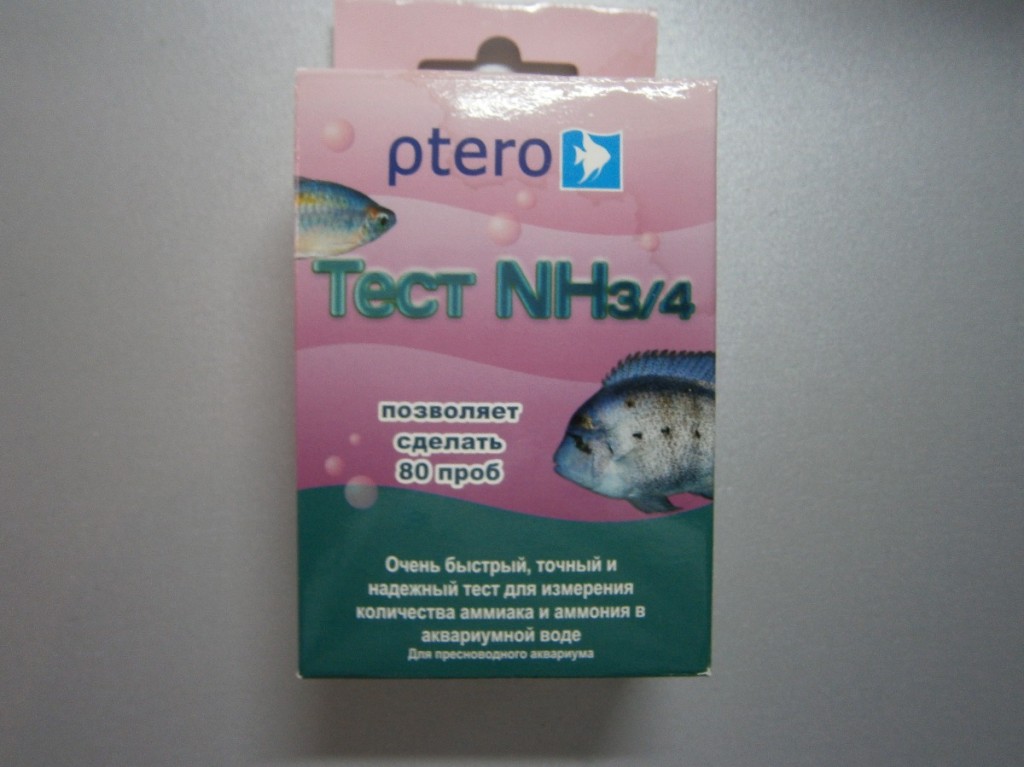 ptero
Тест NH3/4
позволяет
сделать
80 проб
Очень быстрый, точный и
надежный тест для измерения
количества аммиака и аммония в
аквариумной воде
Для пресноводного аквариума